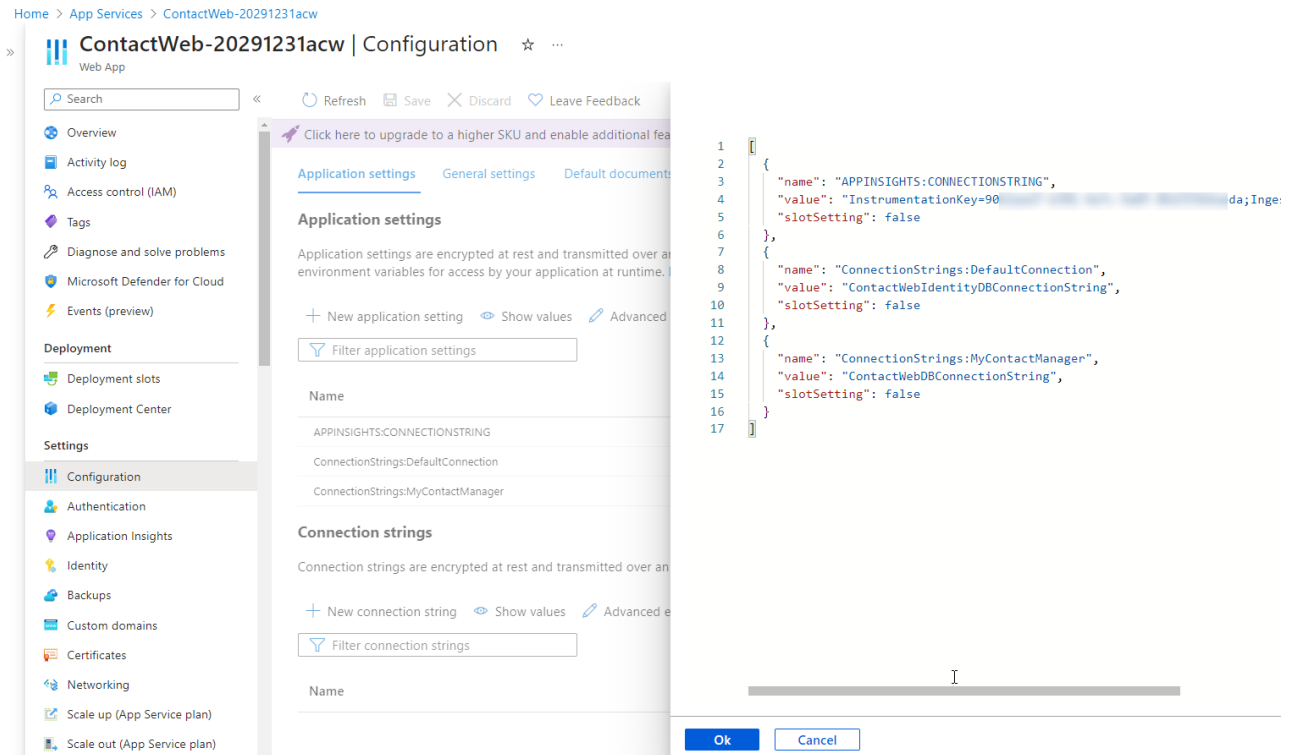 Home > App Services > ContactWeb-20291231acw
»
ContactWeb-20291231acw | Configuration ☆ ...
Web App
Search
«
Overview
Activity log
Access control (IAM)
Tags
Diagnose and solve problems
Microsoft Defender for Cloud
Events (preview)
Deployment
Deployment slots
Deployment Center
Settings
Configuration
Authentication
Application Insights
Identity
Backups
Custom domains
Certificates
Networking
Scale up (App Service plan)
Scale out (App Service plan)
Refresh Save Discard Leave Feedback
Click here to upgrade to a higher SKU and enable additional fea
Application settings General settings Default documents
Application settings
Application settings are encrypted at rest and transmitted over a
environment variables for access by your application at runtime.
New application setting Show values Advanced
Filter application settings
Name
APPINSIGHTS:CONNECTIONSTRING
ConnectionStrings:DefaultConnection
ConnectionStrings:MyContactManager
Connection strings
Connection strings are encrypted at rest and transmitted over an
New connection string Show values Advanced e
Filter connection strings
Name
1 [
2 {
3 "name": "APPINSIGHTS:CONNECTIONSTRING",
4 "value": "InstrumentationKey=90 da;Inges
5 "slotSetting": false
6 },
7 {
8 "name": "ConnectionStrings:DefaultConnection",
9 "value": "ContactWebIdentityDBConnectionString",
10 "slotSetting": false
11 },
12 {
13 "name": "ConnectionStrings:MyContactManager",
14 "value": "ContactWebDBConnectionString",
15 "slotSetting": false
16 }
17 ]
Ok Cancel